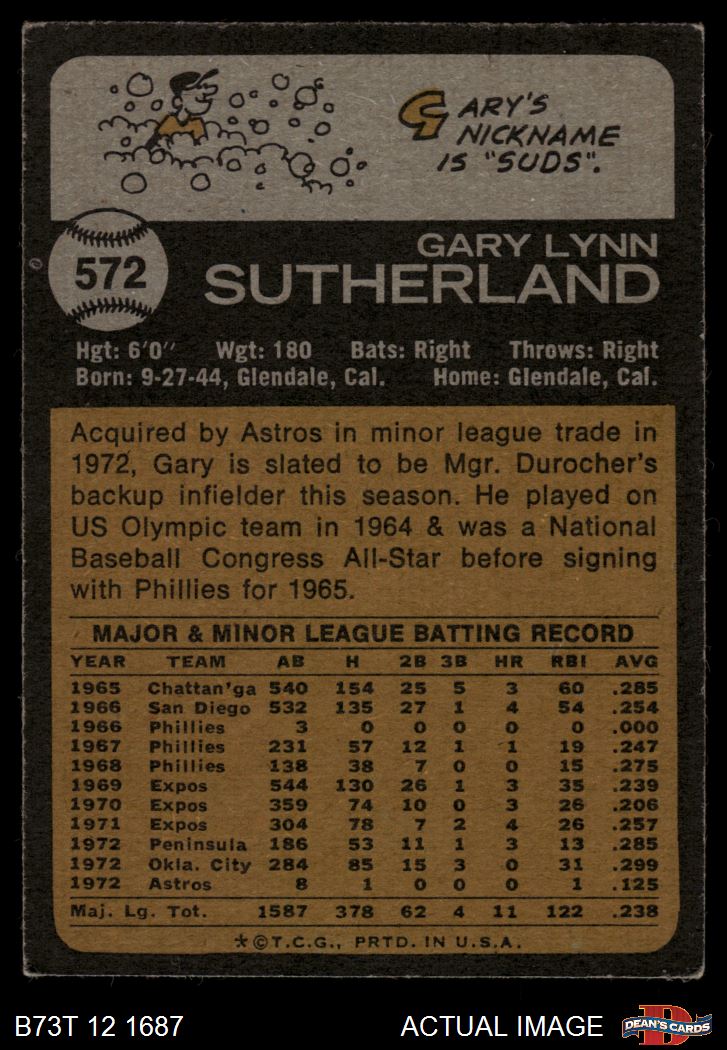 GARY'S
NICKNAME
IS "SUDS".
572
GARY LYNN
SUTHERLAND
Hgt: 6'0" Wgt: 180 Bats: Right Throws: Right
Born: 9-27-44, Glendale, Cal. Home: Glendale, Cal.
Acquired by Astros in minor league trade in
1972, Gary is slated to be Mgr. Durocher's
backup infielder this season. He played on
US Olympic team in 1964 & was a National
Baseball Congress All-Star before signing
with Phillies for 1965.
MAJOR & MINOR LEAGUE BATTING RECORD
YEAR TEAM AB H 2B 3B HR RBI AVG
1965 Chattan'ga 540 154 25 5 3 60 .285
1966 San Diego 532 135 27 1 4 54 .254
1966 Phillies 3 0 0 0 0 0 .000
1967 Phillies 231 57 12 1 1 19 .247
1968 Phillies 138 38 7 0 0 15 .275
1969 Expos 544 130 26 1 3 35 .239
1970 Expos 359 74 10 0 3 26 .206
1971 Expos 304 78 7 2 4 26 .257
1972 Peninsula 186 53 11 1 3 13 .285
1972 Okla. City 284 85 15 3 0 31 .299
1972 Astros 8 1 0 0 0 1 .125
Maj. Lg. Tot. 1587 378 62 4 11 122 .238
*©T.C.G., PRTD. IN U.S.A.
B73T 12 1687 ACTUAL IMAGE D DEAN'S CARDS